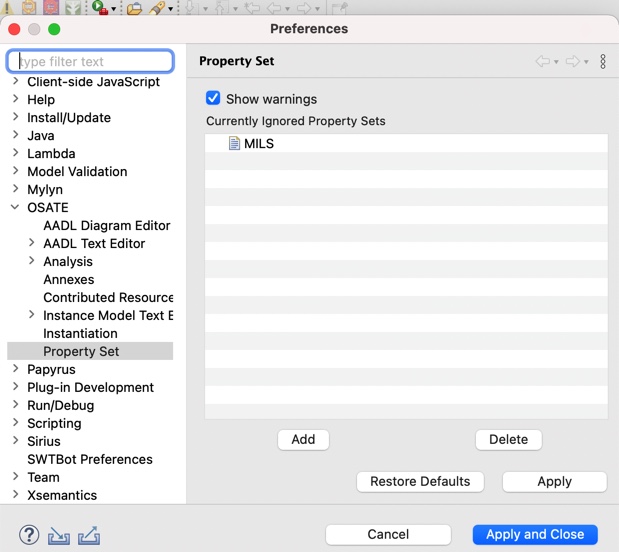 Preferences
type filter text
Client-side JavaScript
Help
Install/Update
Java
Lambda
Model Validation
Mylyn
OSATE
AADL Diagram Editor
AADL Text Editor
Analysis
Annexes
Contributed Resource
Instance Model Text E
Instantiation
Property Set
Papyrus
Plug-in Development
Run/Debug
Scripting
Sirius
SWTBot Preferences
Team
Xsemantics
Property Set
Show warnings
Currently Ignored Property Sets
MILS
Add
Delete
Restore Defaults
Apply
?
Cancel
Apply and Close